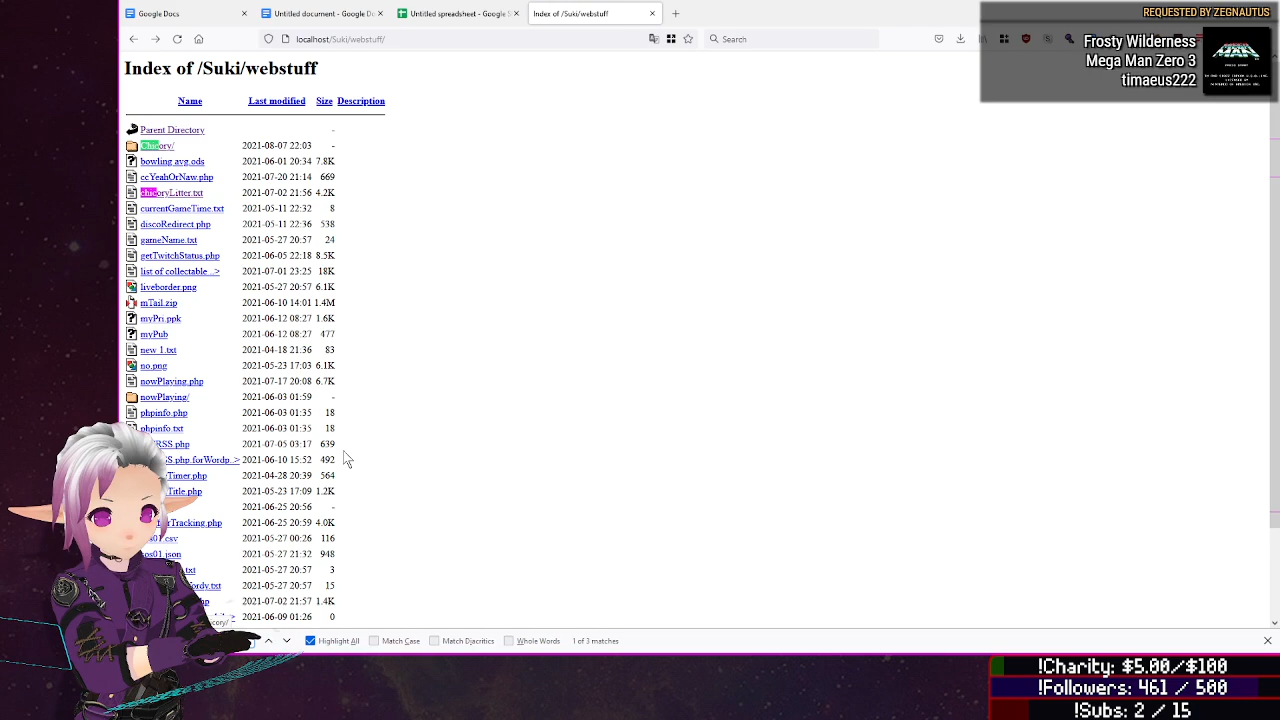 Google Docs
Untitled document - Google Do
Untitled spreadsheet - Google S
Index of /Suki/webstuff
REQUESTED BY ZEGNAUTUS
Frosty Wilderness
Mega Man Zero 3
timaeus222
localhost/Suki/webstuff/
Search
Index of /Suki/webstuff
Name Last modified Size Description
Parent Directory -
Chicory/ 2021-08-07 22:03 -
bowling avg.ods 2021-06-01 20:34 7.8K
ccYeahOrNaw.php 2021-07-20 21:14 669
chicoryLitter.txt 2021-07-02 21:56 4.2K
currentGameTime.txt 2021-05-11 22:32 8
discoRedirect.php 2021-05-11 22:36 538
gameName.txt 2021-05-27 20:57 24
getTwitchStatus.php 2021-06-05 22:18 8.5K
list of collectable ..> 2021-07-01 23:25 18K
liveborder.png 2021-05-27 20:57 6.1K
mTail.zip 2021-06-10 14:01 1.4M
myPri.ppk 2021-06-12 08:27 1.6K
myPub 2021-06-12 08:27 477
new 1.txt 2021-04-18 21:36 83
no.png 2021-05-23 17:03 6.1K
nowPlaying.php 2021-07-17 20:08 6.7K
nowPlaying/ 2021-06-03 01:59 -
phpinfo.php 2021-06-03 01:35 18
phpinfo.txt 2021-06-03 01:35 18
RSS.php 2021-07-05 03:17 639
S.php.forWordp..> 2021-06-10 15:52 492
Timer.php 2021-04-28 20:39 564
Title.php 2021-05-23 17:09 1.2K
2021-06-25 20:56 -
rTracking.php 2021-06-25 20:59 4.0K
os01.csv 2021-05-27 00:26 116
os01.json 2021-05-27 21:32 948
.txt 2021-05-27 20:57 3
ordy.txt 2021-05-27 20:57 15
hp 2021-07-02 21:57 1.4K
2021-06-09 01:26 0
icory/
Highlight All Match Case Match Diacritics Whole Words 1 of 3 matches
!Charity: $5.00/$100
!Followers: 461 / 500
!Subs: 2 / 15